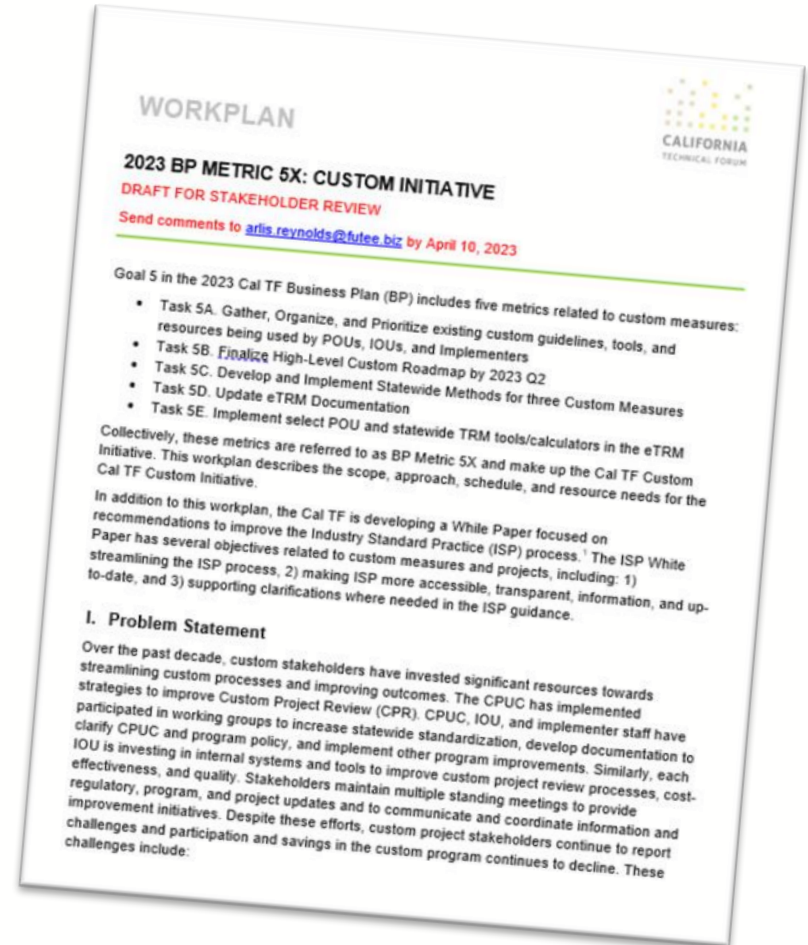 WORKPLAN
CALIFORNIA
TECHNICAL FORUM
2023 BP METRIC 5X: CUSTOM INITIATIVE
DRAFT FOR STAKEHOLDER REVIEW
Send comments to arlis.reynolds@futee.biz by April 10, 2023
Goal 5 in the 2023 Cal TF Business Plan (BP) includes five metrics related to custom measures:
• Task 5A. Gather, Organize, and Prioritize existing custom guidelines, tools, and
resources being used by POUs, IOUs, and Implementers
• Task 5B. Finalize High-Level Custom Roadmap by 2023 Q2
• Task 5C. Develop and Implement Statewide Methods for three Custom Measures
• Task 5D. Update eTRM Documentation
• Task 5E. Implement select POU and statewide TRM tools/calculators in the eTRM
Collectively, these metrics are referred to as BP Metric 5X and make up the Cal TF Custom
Initiative. This workplan describes the scope, approach, schedule, and resource needs for the
Cal TF Custom Initiative.
In addition to this workplan, the Cal TF is developing a While Paper focused on
recommendations to improve the Industry Standard Practice (ISP) process.¹ The ISP White
Paper has several objectives related to custom measures and projects, including: 1)
streamlining the ISP process, 2) making ISP more accessible, transparent, information, and up-
to-date, and 3) supporting clarifications where needed in the ISP guidance.
I. Problem Statement
Over the past decade, custom stakeholders have invested significant resources towards
streamlining custom processes and improving outcomes. The CPUC has implemented
strategies to improve Custom Project Review (CPR). CPUC, IOU, and implementer staff have
participated in working groups to increase statewide standardization, develop documentation to
clarify CPUC and program policy, and implement other program improvements. Similarly, each
IOU is investing in internal systems and tools to improve custom project review processes, cost-
effectiveness, and quality. Stakeholders maintain multiple standing meetings to provide
regulatory, program, and project updates and to communicate and coordinate information and
improvement initiatives. Despite these efforts, custom project stakeholders continue to report
challenges and participation and savings in the custom program continues to decline. These
challenges include: